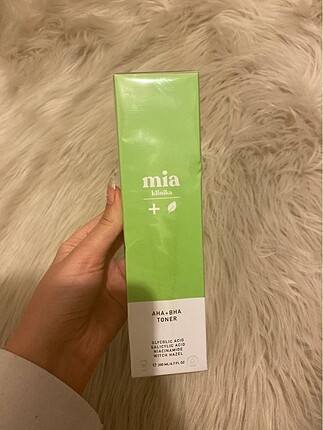 mia
klinika
AHA+BHA
TONER
GLYCOLIC ACID
SALICYLIC ACID
NIACINAMIDE
WITCH HAZEL
200 ML/6.7 FL OZ